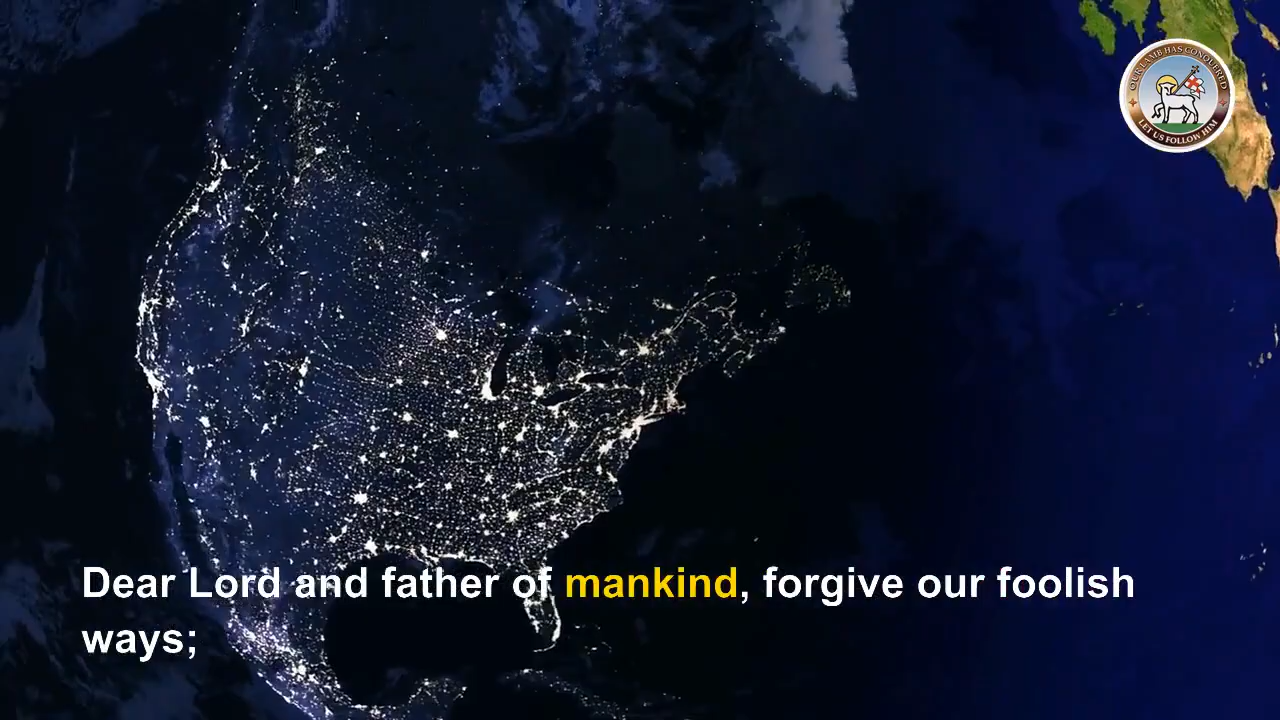 OUR LAMB HAS CONQUERED
LET US FOLLOW HIM
Dear Lord and father of mankind, forgive our foolish
ways;